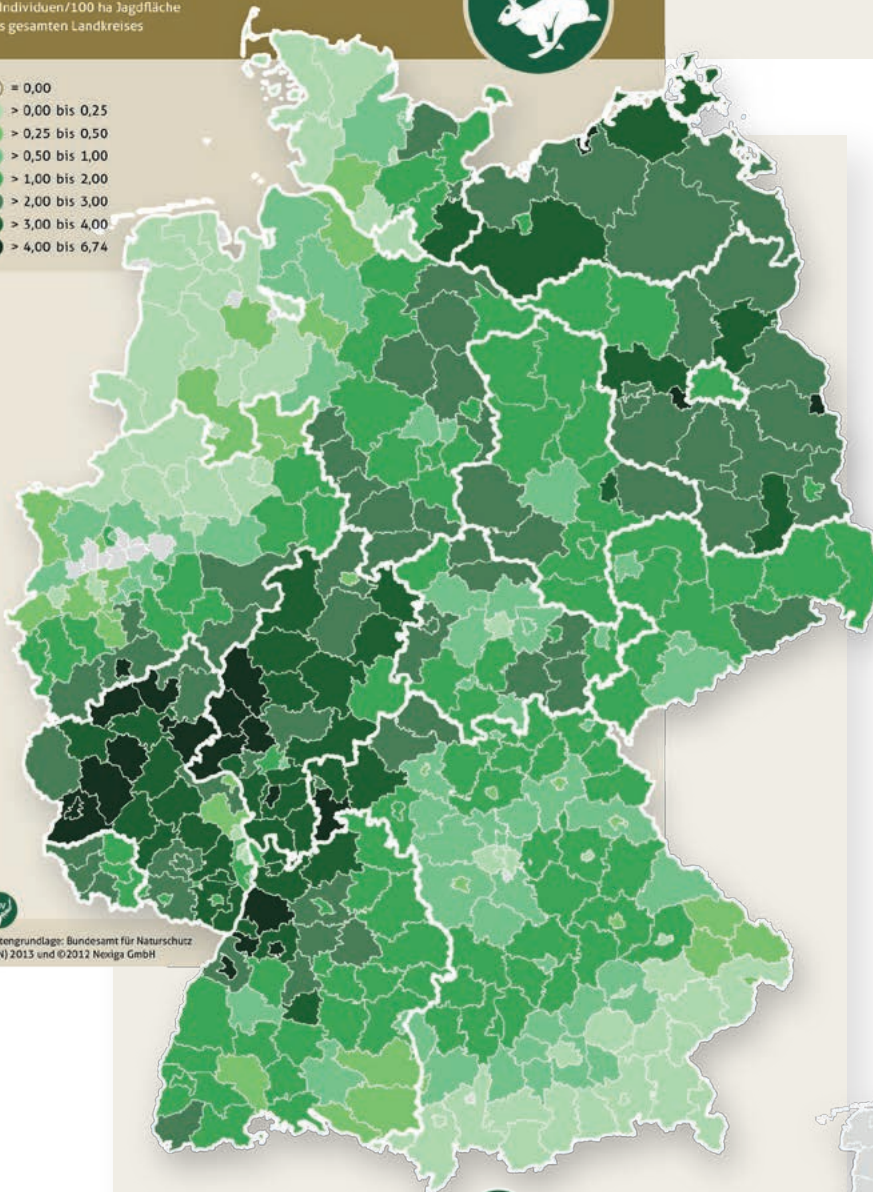 Individuen/100 ha Jagdfläche
gesamten Landkreises
= 0,00
> 0,00 bis 0,25
> 0,25 bis 0,50
> 0,50 bis 1,00
> 1,00 bis 2,00
> 2,00 bis 3,00
> 3,00 bis 4,00
> 4,00 bis 6,74
tengrundlage: Bundesamt für Naturschutz
N) 2013 und ©2012 Nexiga GmbH